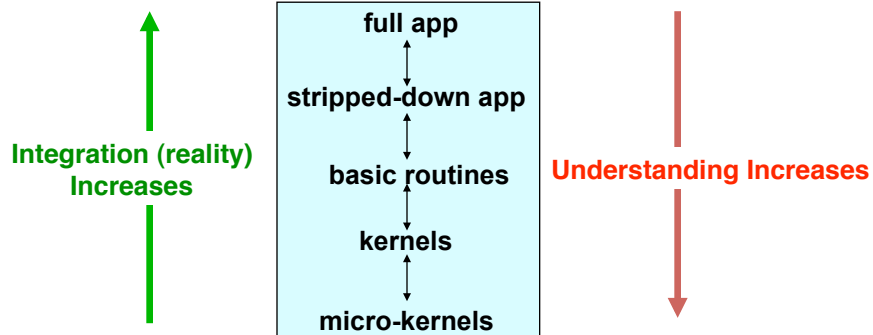 full app
stripped-down app
Integration (reality)
Increases
basic routines
Understanding Increases
kernels
micro-kernels